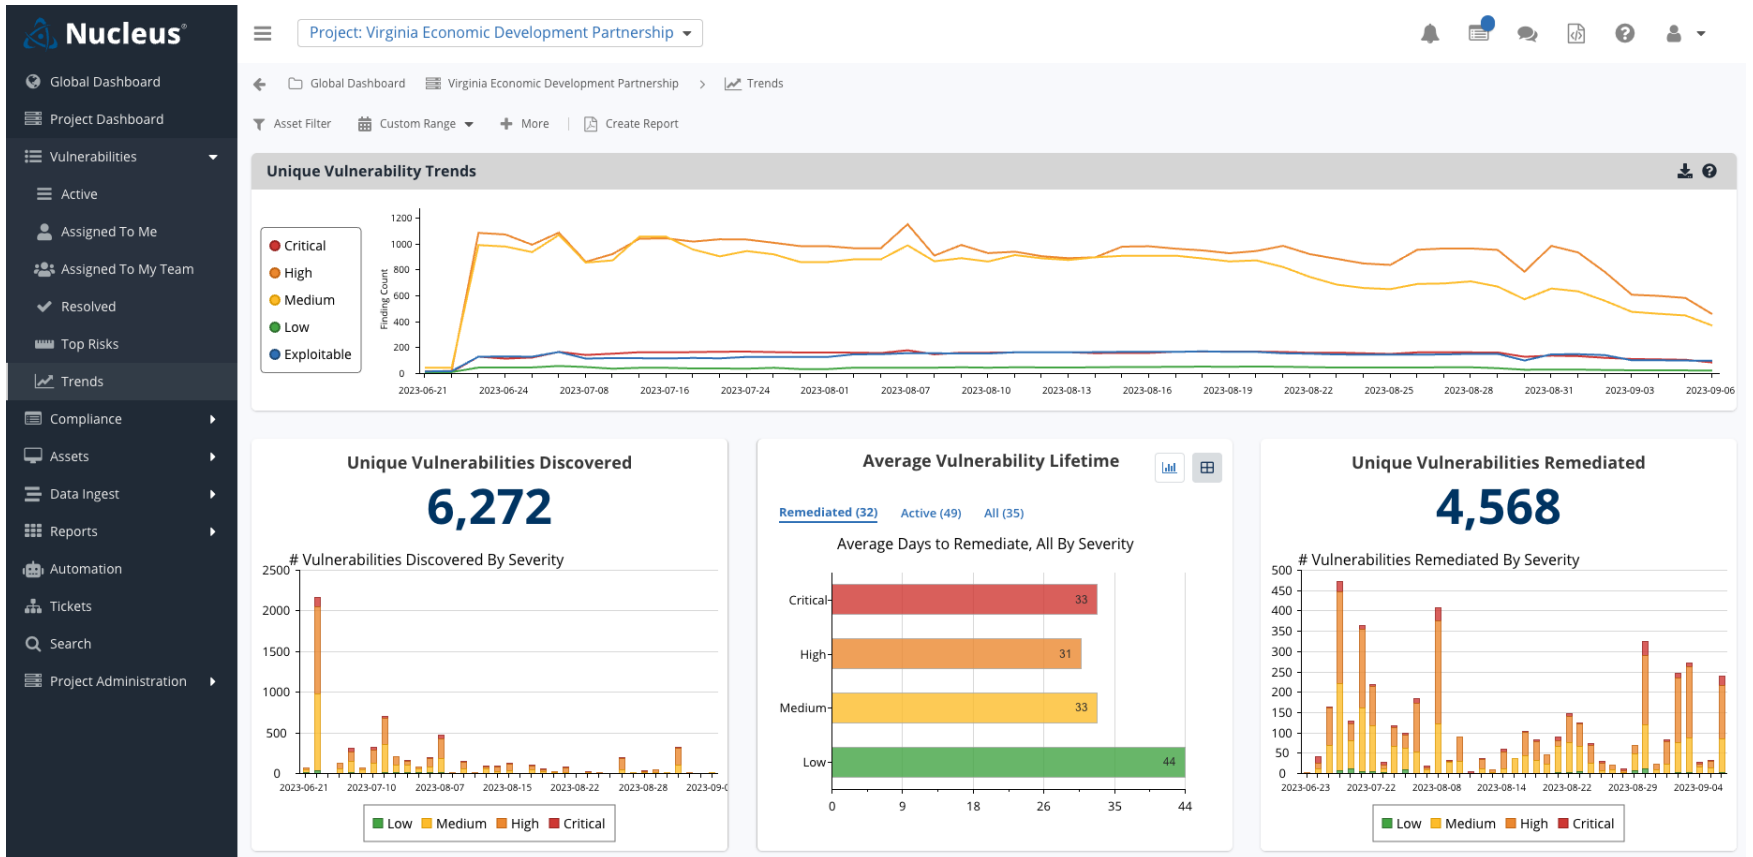 Nucleus®
Project: Virginia Economic Development Partnership
Global Dashboard
Project Dashboard
Vulnerabilities
Active
Assigned To Me
Assigned To My Team
Resolved
Top Risks
Trends
Compliance
Assets
Data Ingest
Reports
Automation
Tickets
Search
Project Administration
Global Dashboard Virginia Economic Development Partnership > Trends
Asset Filter Custom Range More | Create Report
Unique Vulnerability Trends
Critical
High
Medium
Low
Exploitable
Finding Count
1200
1000
800
600
400
200
0
2023-06-21 2023-06-24 2023-07-08 2023-07-16 2023-07-24 2023-08-01 2023-08-07 2023-08-10 2023-08-13 2023-08-16 2023-08-19 2023-08-22 2023-08-25 2023-08-28 2023-08-31 2023-09-03 2023-09-06
Unique Vulnerabilities Discovered
6,272
# Vulnerabilities Discovered By Severity
2500
2000
1500
1000
500
0
2023-06-21 2023-07-10 2023-08-07 2023-08-15 2023-08-22 2023-08-28 2023-09-0
Low Medium High Critical
Average Vulnerability Lifetime
Remediated (32) Active (49) All (35)
Average Days to Remediate, All By Severity
Critical 33
High 31
Medium 33
Low 44
0 9 18 26 35 44
Unique Vulnerabilities Remediated
4,568
# Vulnerabilities Remediated By Severity
500
450
400
350
300
250
200
150
100
50
0
2023-06-23 2023-07-22 2023-08-08 2023-08-14 2023-08-22 2023-08-29 2023-09-04
Low Medium High Critical